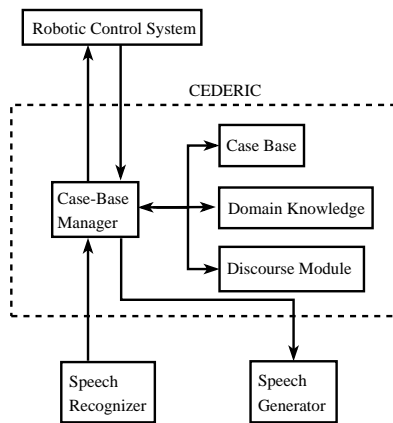 Robotic Control System
CEDERIC
Case Base
Case-Base
Manager
Domain Knowledge
Discourse Module
Speech
Recognizer
Speech
Generator